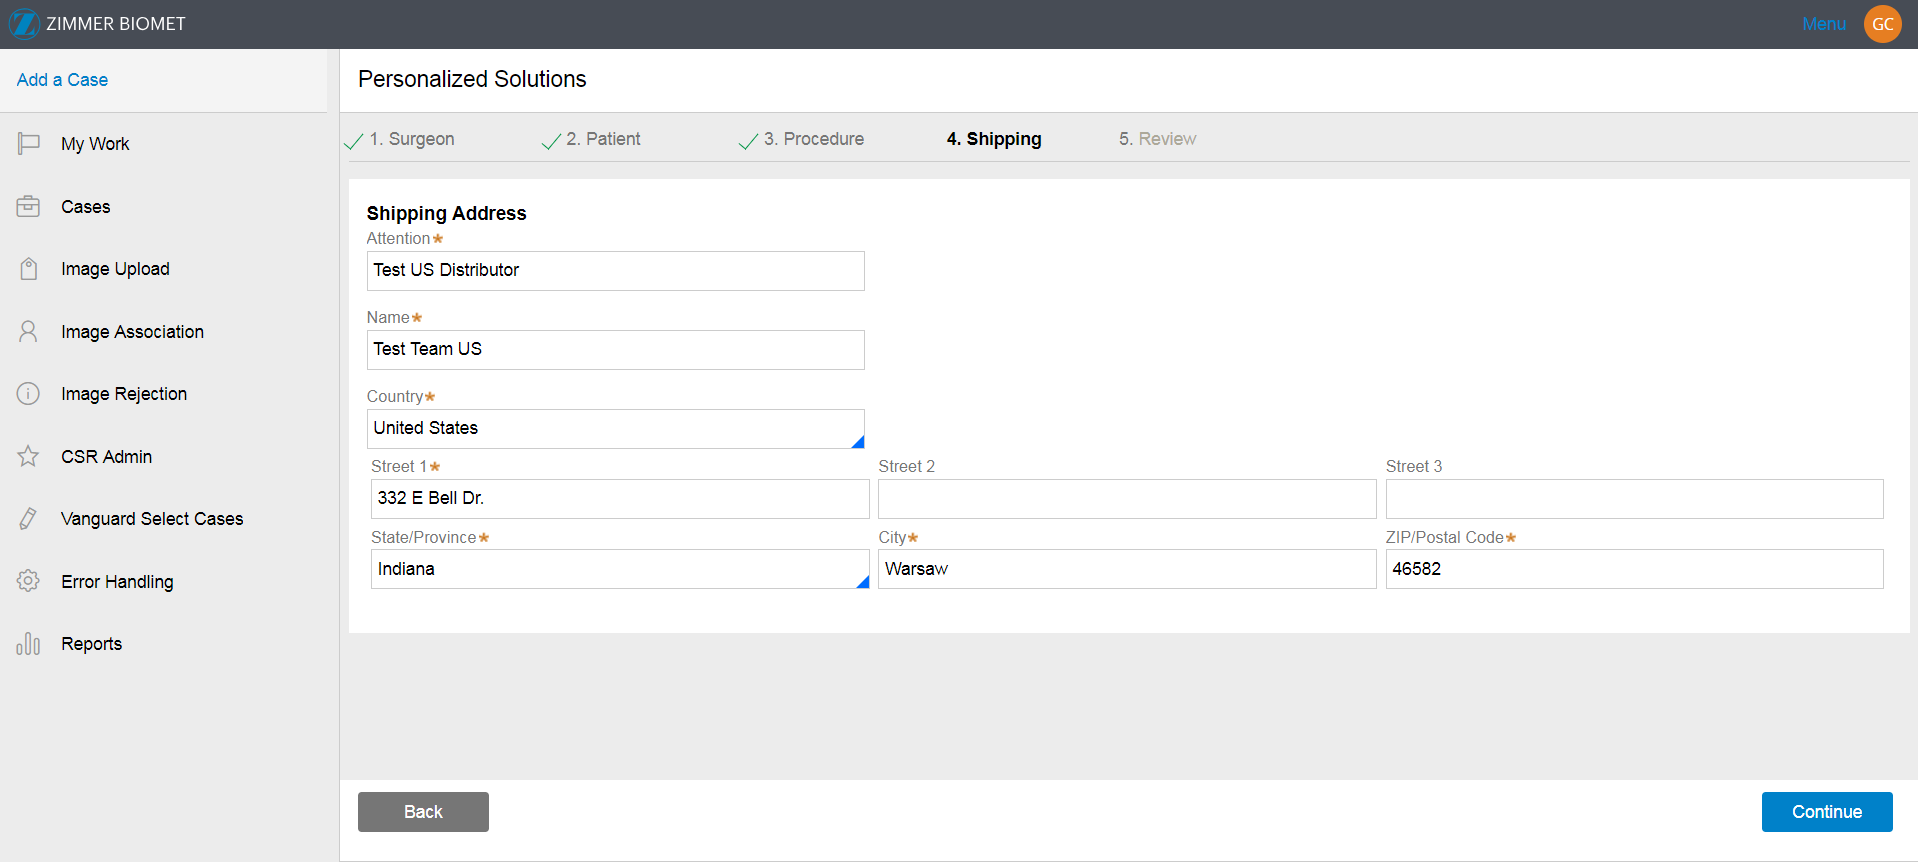 ZIMMER BIOMET
Menu
GC
Add a Case
My Work
Cases
Image Upload
Image Association
Image Rejection
CSR Admin
Vanguard Select Cases
Error Handling
Reports
Personalized Solutions
1. Surgeon
2. Patient
3. Procedure
4. Shipping
5. Review
Shipping Address
Attention*
Test US Distributor
Name*
Test Team US
Country*
United States
Street 1*
Street 2
Street 3
332 E Bell Dr.
State/Province*
City*
ZIP/Postal Code*
Indiana
Warsaw
46582
Back
Continue